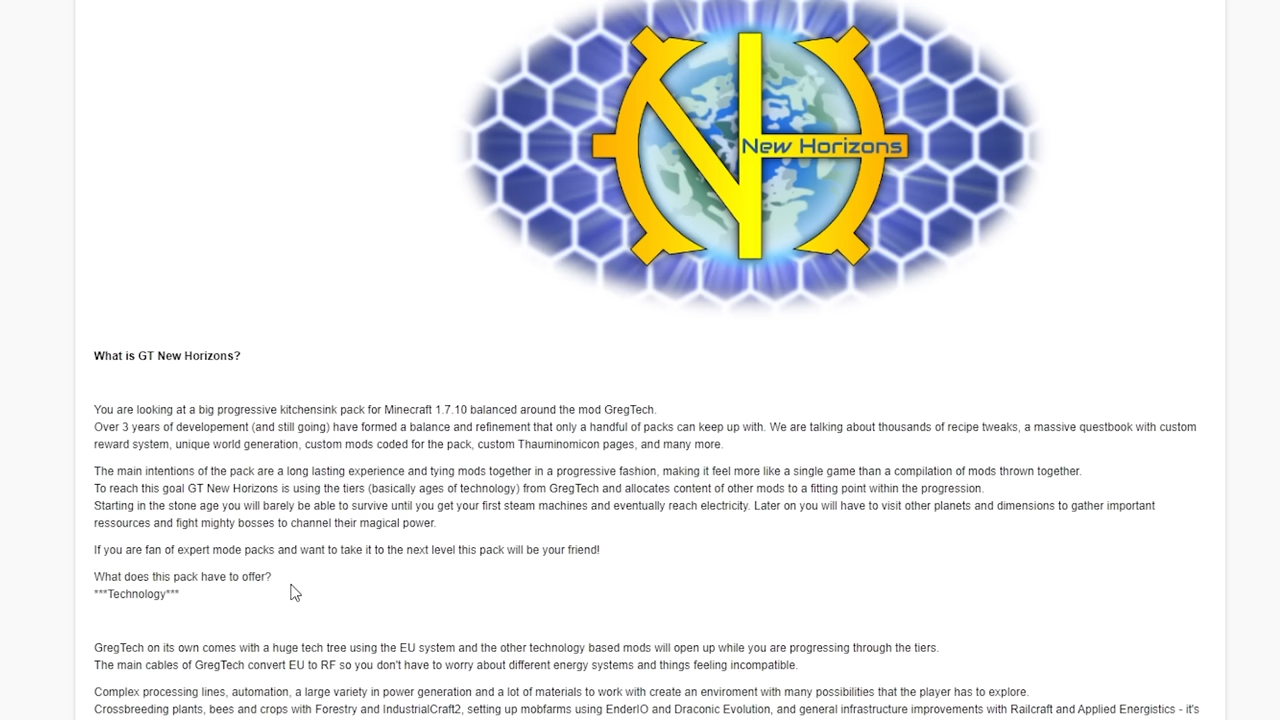 New Horizons
What is GT New Horizons?
You are looking at a big progressive kitchensink pack for Minecraft 1.7.10 balanced around the mod GregTech.
Over 3 years of developement (and still going) have formed a balance and refinement that only a handful of packs can keep up with. We are talking about thousands of recipe tweaks, a massive questbook with custom
reward system, unique world generation, custom mods coded for the pack, custom Thauminomicon pages, and many more.
The main intentions of the pack are a long lasting experience and tying mods together in a progressive fashion, making it feel more like a single game than a compilation of mods thrown together.
To reach this goal GT New Horizons is using the tiers (basically ages of technology) from GregTech and allocates content of other mods to a fitting point within the progression.
Starting in the stone age you will barely be able to survive until you get your first steam machines and eventually reach electricity. Later on you will have to visit other planets and dimensions to gather important
ressources and fight mighty bosses to channel their magical power.
If you are fan of expert mode packs and want to take it to the next level this pack will be your friend!
What does this pack have to offer?
***Technology***
GregTech on its own comes with a huge tech tree using the EU system and the other technology based mods will open up while you are progressing through the tiers.
The main cables of GregTech convert EU to RF so you don't have to worry about different energy systems and things feeling incompatible.
Complex processing lines, automation, a large variety in power generation and a lot of materials to work with create an enviroment with many possibilities that the player has to explore.
Crossbreeding plants, bees and crops with Forestry and IndustrialCraft2, setting up mobfarms using EnderIO and Draconic Evolution, and general infrastructure improvements with Railcraft and Applied Energistics - it's